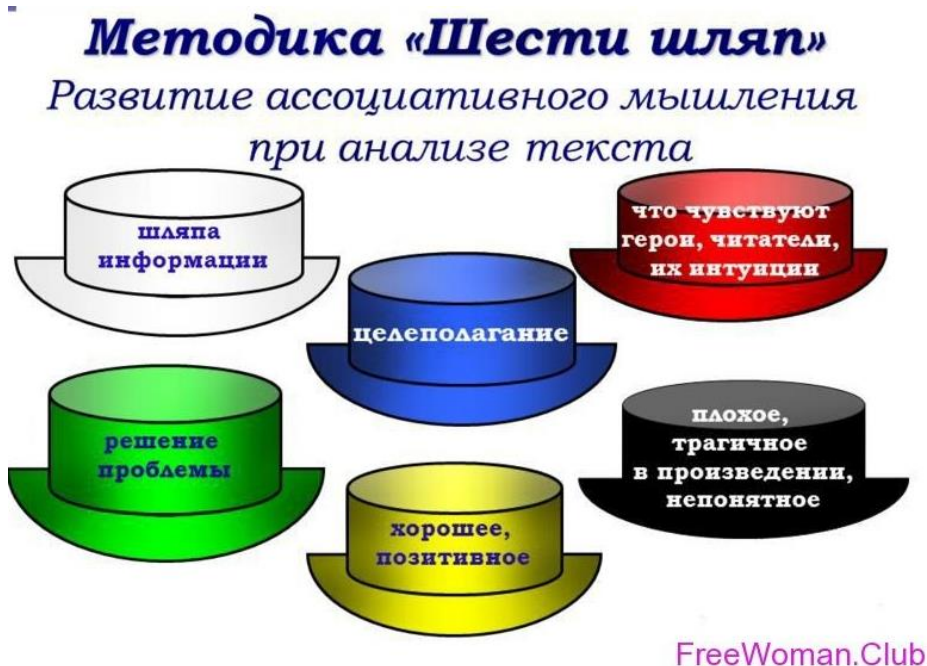 Методика «Шести шляп»
Развитие ассоциативного мышления
при анализе текста
шляпа
информации
что чувствуют
герои, читатели,
их интуиции
целеполагание
решение
проблемы
плохое,
трагичное
в произведении,
непонятное
хорошее,
позитивное
FreeWoman.Club